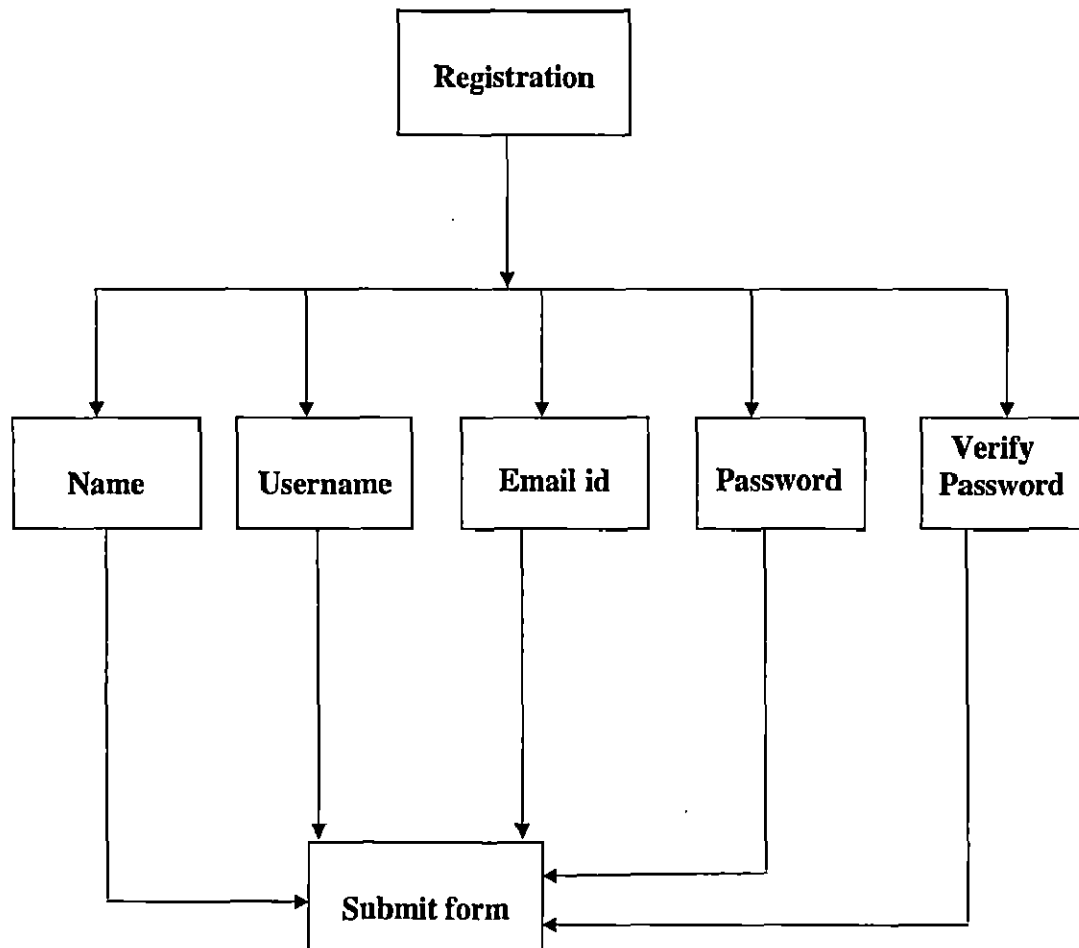 Registration
Name
Username
Email id
Password
Verify
Password
Submit form